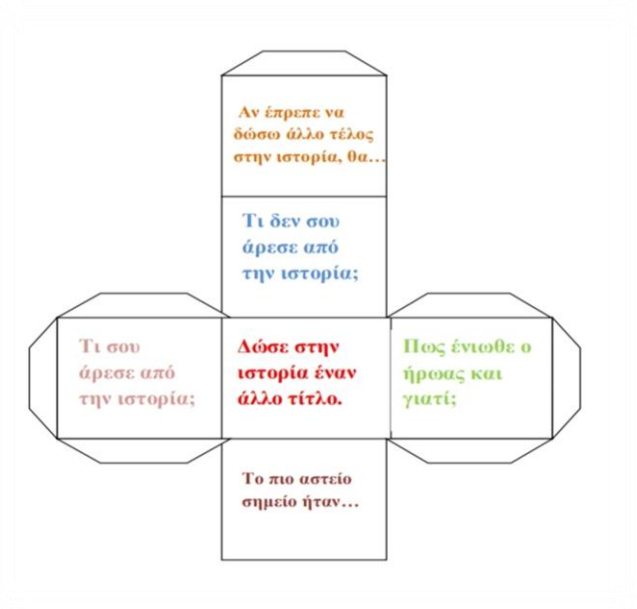 Αν έπρεπε να
δώσω άλλο τέλος
στην ιστορία, θα…
Τι δεν σου
άρεσε από
την ιστορία;
Τι σου
άρεσε από
την ιστορία;
Δώσε στην
ιστορία έναν
άλλο τίτλο.
Πως ένιωθε ο
ήρωας και
γιατί;
Το πιο αστείο
σημείο ήταν…